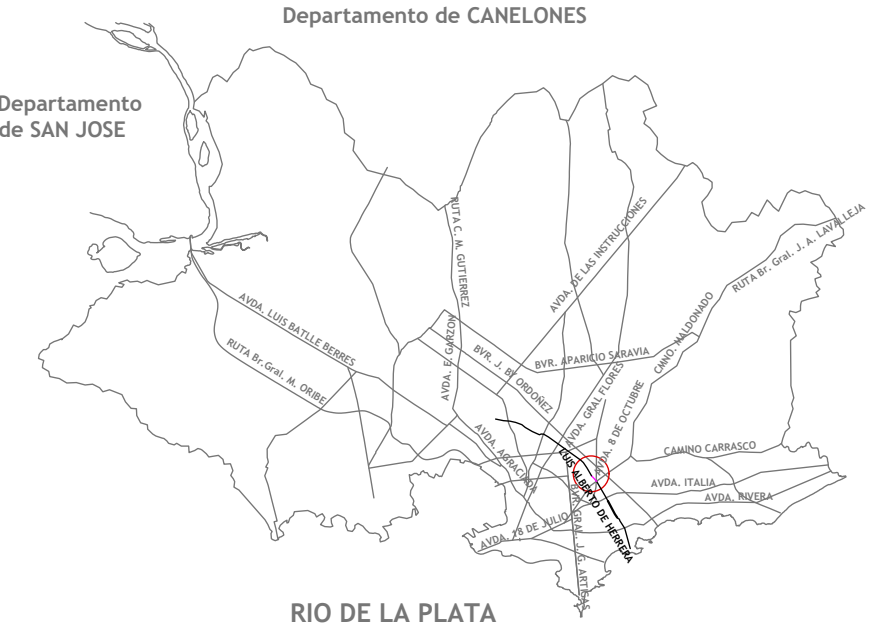 Departamento de CANELONES
Departamento
de SAN JOSE
RUTA C. M. GUTIERREZ
AVDA. DE LAS INSTRUCCIONES
RUTA Br. Gral. J. A. LAVALLEJA
AVDA. LUIS BATLLE BERRES
RUTA Br.Gral. M. ORIBE
AVDA. E. GARZON
BVR. J. BY ORDOÑEZ
BVR. APARICIO SARAVIA
CMNO. MALDONADO
AVDA. GRAL FLORES
AVDA. 8 DE OCTUBRE
AVDA. AGRACIADA
CAMINO CARRASCO
LUIS ALBERTO DE HERRERA
AVDA. ITALIA
AVDA. RIVERA
AVDA. 18 DE JULIO
BVR. GRAL. J. G. ARTIGAS
RIO DE LA PLATA